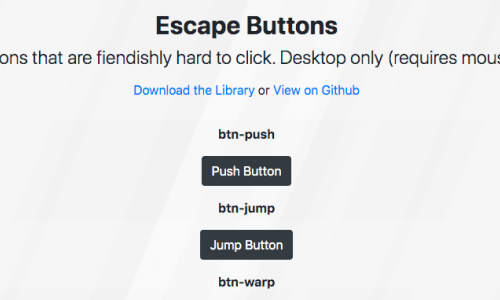 Escape Buttons
ons that are fiendishly hard to click. Desktop only (requires mous
Download the Library or View on Github
btn-push
Push Button
btn-jump
Jump Button
btn-warp